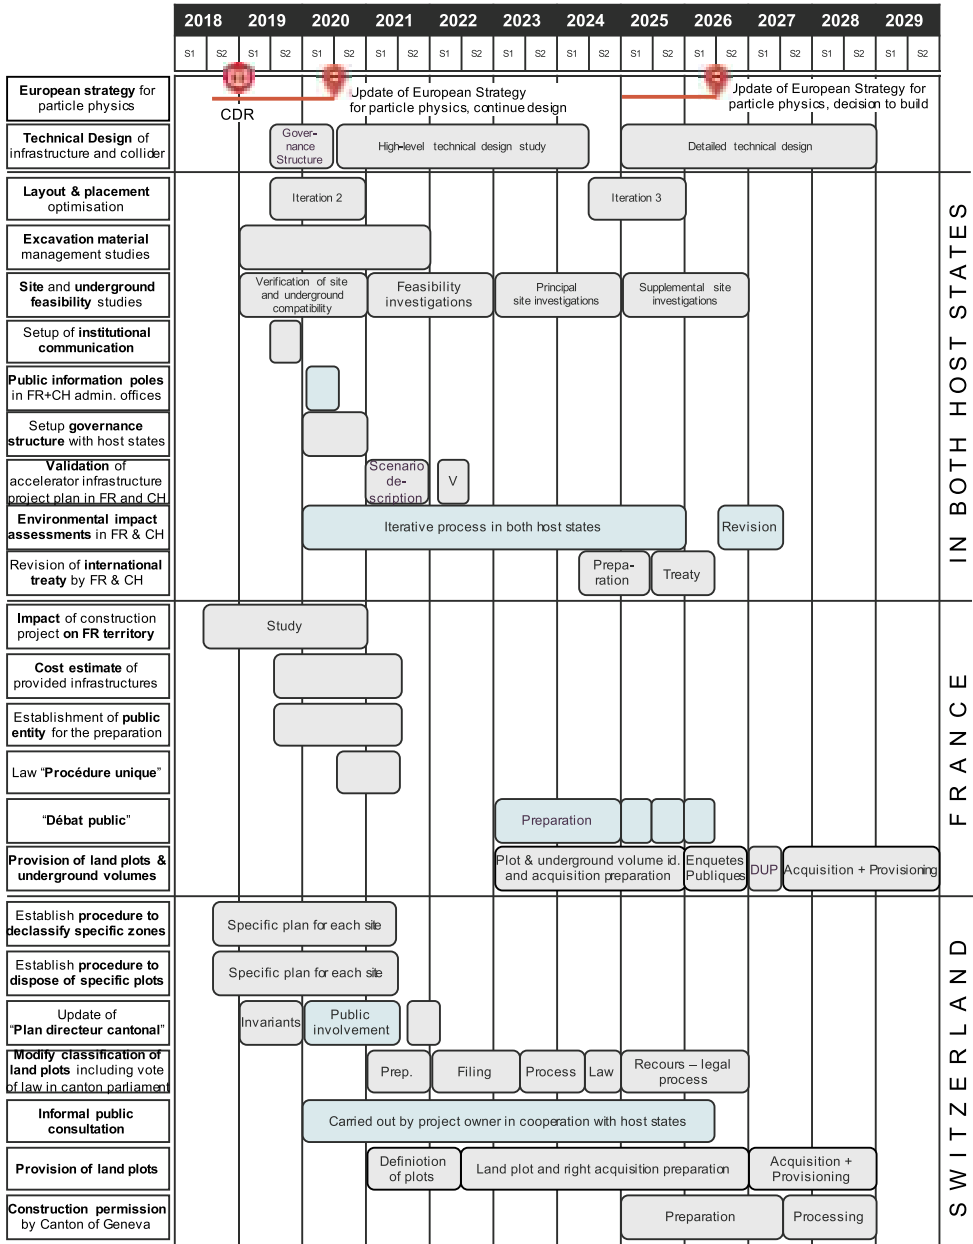 2018 2019 2020 2021 2022 2023 2024 2025 2026 2027 2028 2029
S1 S2 S1 S2 S1 S2 S1 S2 S1 S2 S1 S2 S1 S2 S1 S2 S1 S2 S1 S2 S1 S2 S1 S2
European strategy for
particle physics
CDR
Update of European Strategy
for particle physics, continue design
Update of European Strategy for
particle physics, decision to build
Technical Design of
infrastructure and collider
Gover-
nance
Structure
High-level technical design study
Detailed technical design
Layout & placement
optimisation
Iteration 2
Iteration 3
Excavation material
management studies
Site and underground
feasibility studies
Verification of site
and underground
compatibility
Feasibility
investigations
Principal
site investigations
Supplemental site
investigations
Setup of institutional
communication
Public information poles
in FR+CH admin. offices
Setup governance
structure with host states
Validation of
accelerator infrastructure
project plan in FR and CH
Scenario
de-
scription
V
Environmental impact
assessments in FR & CH
Iterative process in both host states
Revision
Revision of international
treaty by FR & CH
Prepa-
ration
Treaty
IN BOTH HOST STATES
Impact of construction
project on FR territory
Study
Cost estimate of
provided infrastructures
Establishment of public
entity for the preparation
Law “Procédure unique”
“Débat public”
Preparation
Provision of land plots &
underground volumes
Plot & underground volume id.
and acquisition preparation
Enquetes
Publiques
DUP
Acquisition + Provisioning
FRANCE
Establish procedure to
declassify specific zones
Specific plan for each site
Establish procedure to
dispose of specific plots
Specific plan for each site
Update of
“Plan directeur cantonal”
Invariants
Public
involvement
Modify classification of
land plots including vote
of law in canton parliament
Prep.
Filing
Process
Law
Recours – legal
process
Informal public
consultation
Carried out by project owner in cooperation with host states
Provision of land plots
Definiotion
of plots
Land plot and right acquisition preparation
Acquisition +
Provisioning
Construction permission
by Canton of Geneva
Preparation
Processing
SWITZERLAND